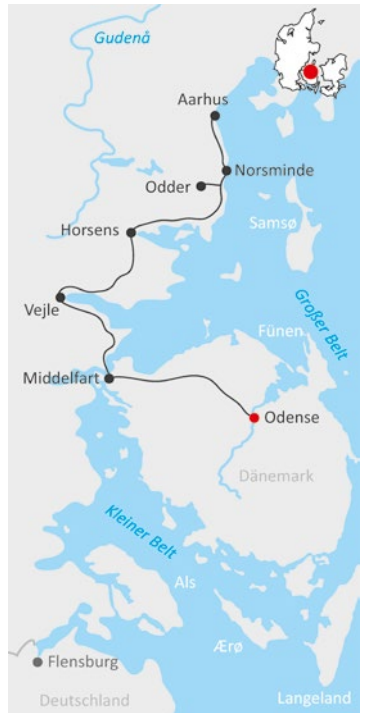 Gudenå
Aarhus
Norsminde
Odder
Samsø
Horsens
Großer Belt
Vejle
Fünen
Middelfart
Odense
Dänemark
Kleiner Belt
Als
Ærø
Flensburg
Deutschland
Langeland